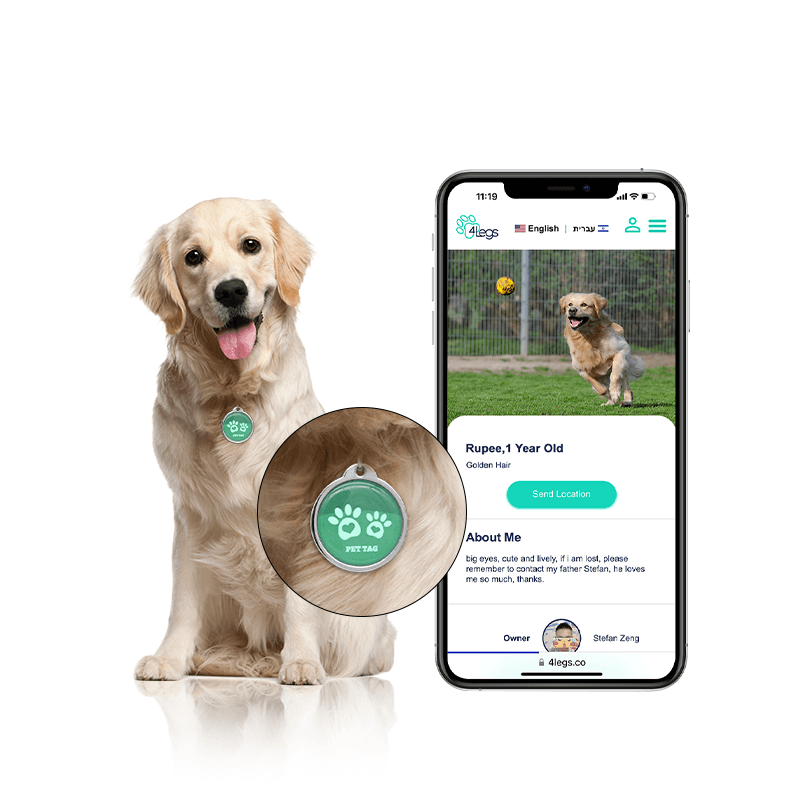 PET TAG
PET TAG
11:19
4Legs
English | עברית
Rupee,1 Year Old
Golden Hair
Send Location
About Me
big eyes, cute and lively, if i am lost, please
remember to contact my father Stefan, he loves
me so much, thanks.
Owner Stefan Zeng
4legs.co